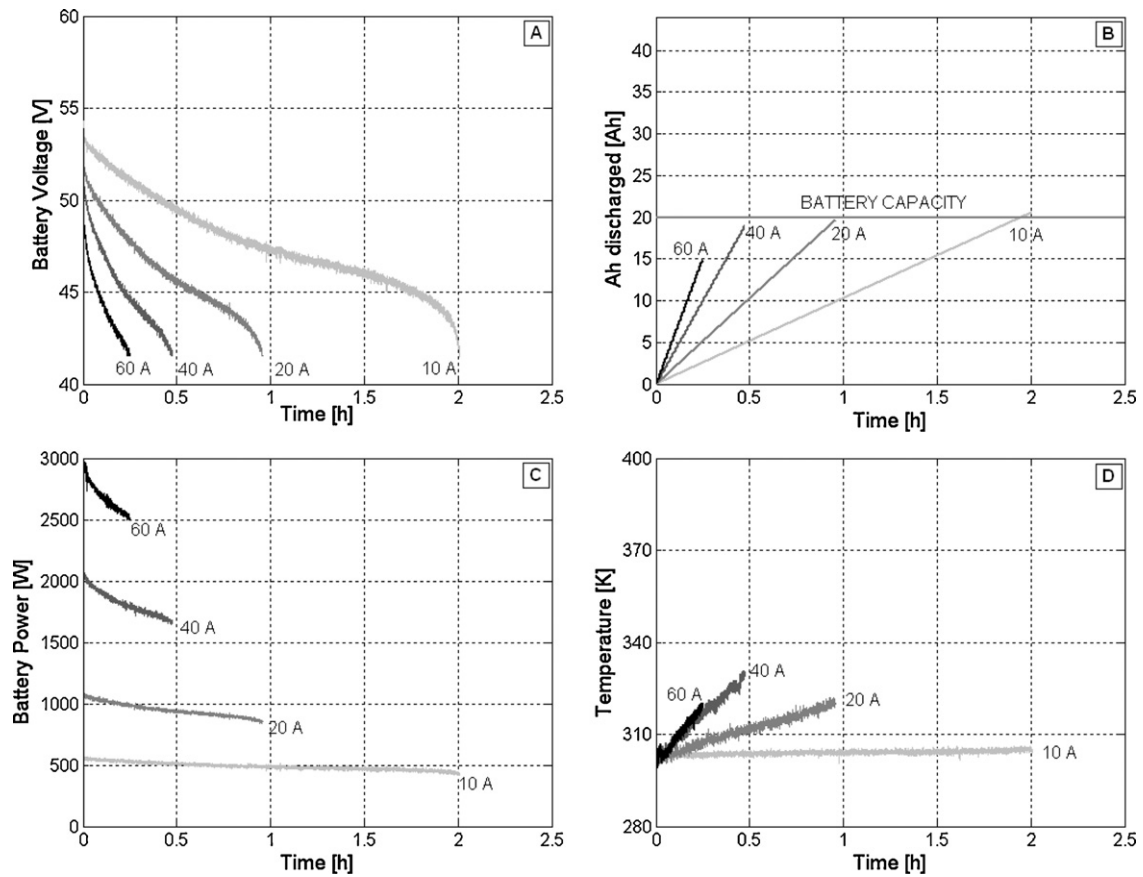 A
Battery Voltage [V]
60
55
50
45
40
60 A
40 A
20 A
10 A
0
0.5
1
1.5
2
2.5
Time [h]
B
Ah discharged [Ah]
40
35
30
25
20
15
10
5
0
BATTERY CAPACITY
60 A
40 A
20 A
10 A
0
0.5
1
1.5
2
2.5
Time [h]
C
Battery Power [W]
3000
2500
2000
1500
1000
500
0
60 A
40 A
20 A
10 A
0
0.5
1
1.5
2
2.5
Time [h]
D
Temperature [K]
400
370
340
310
280
60 A
40 A
20 A
10 A
0
0.5
1
1.5
2
2.5
Time [h]